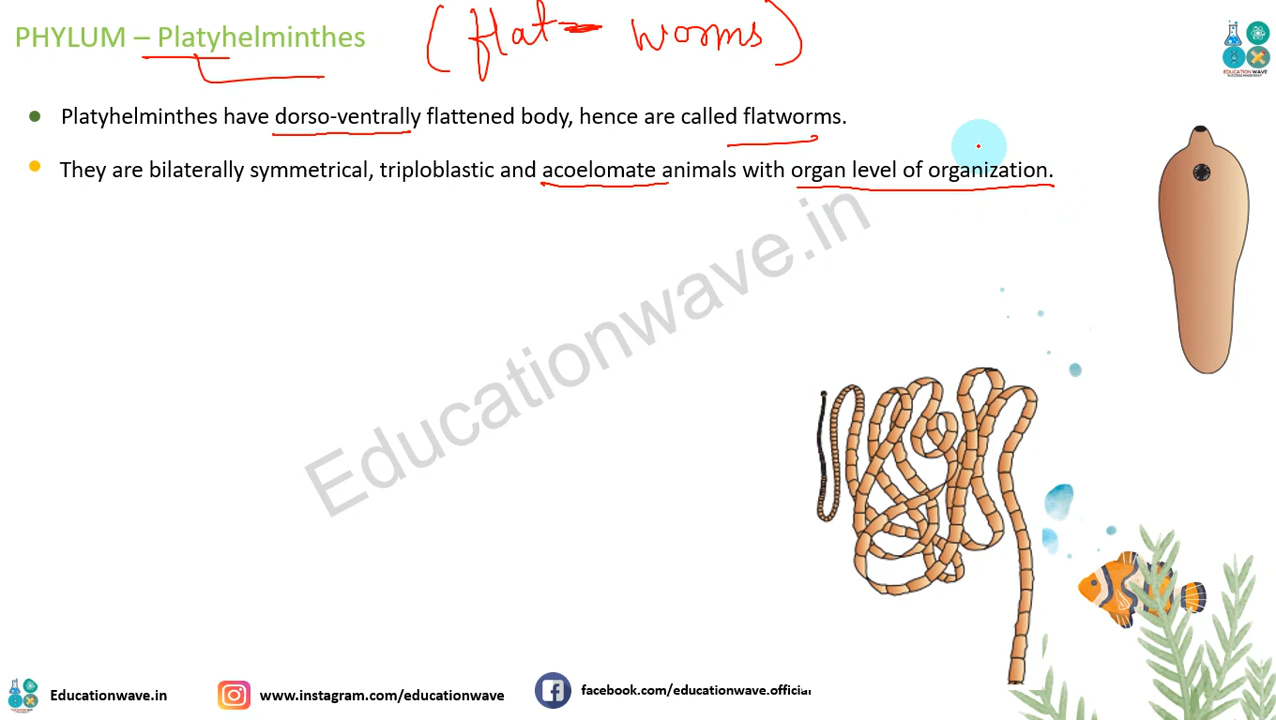 PHYLUM – Platyhelminthes
(flat - worms)
EDUCATION WAVE
Platyhelminthes have dorso-ventrally flattened body, hence are called flatworms.
They are bilaterally symmetrical, triploblastic and acoelomate animals with organ level of organization.
Educationwave.in
Educationwave.in
www.instagram.com/educationwave
facebook.com/educationwave.official